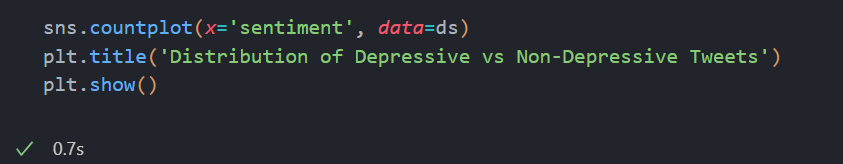 sns.countplot(x='sentiment', data=ds)
plt.title('Distribution of Depressive vs Non-Depressive Tweets')
plt.show()
✓ 0.7s